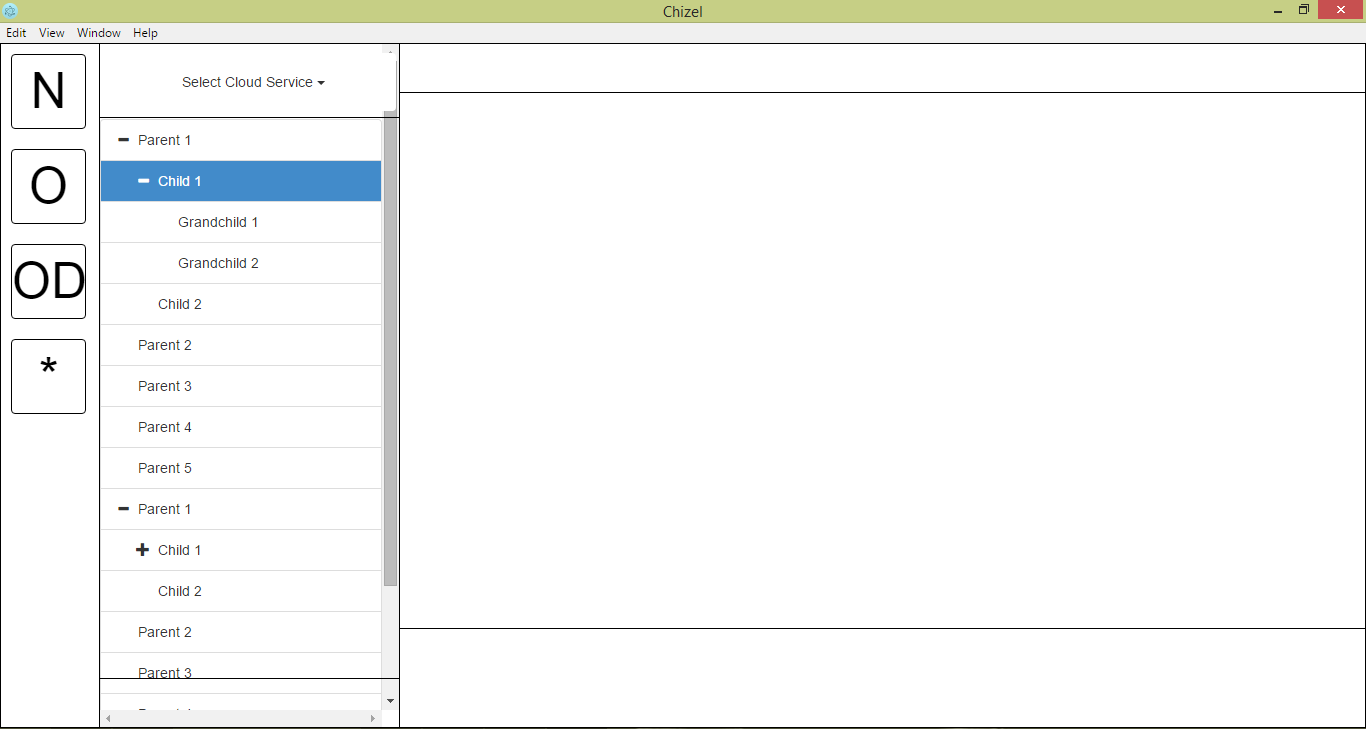 Chizel
Edit View Window Help
N
O
OD
*
Select Cloud Service
Parent 1
Child 1
Grandchild 1
Grandchild 2
Child 2
Parent 2
Parent 3
Parent 4
Parent 5
Parent 1
Child 1
Child 2
Parent 2
Parent 3